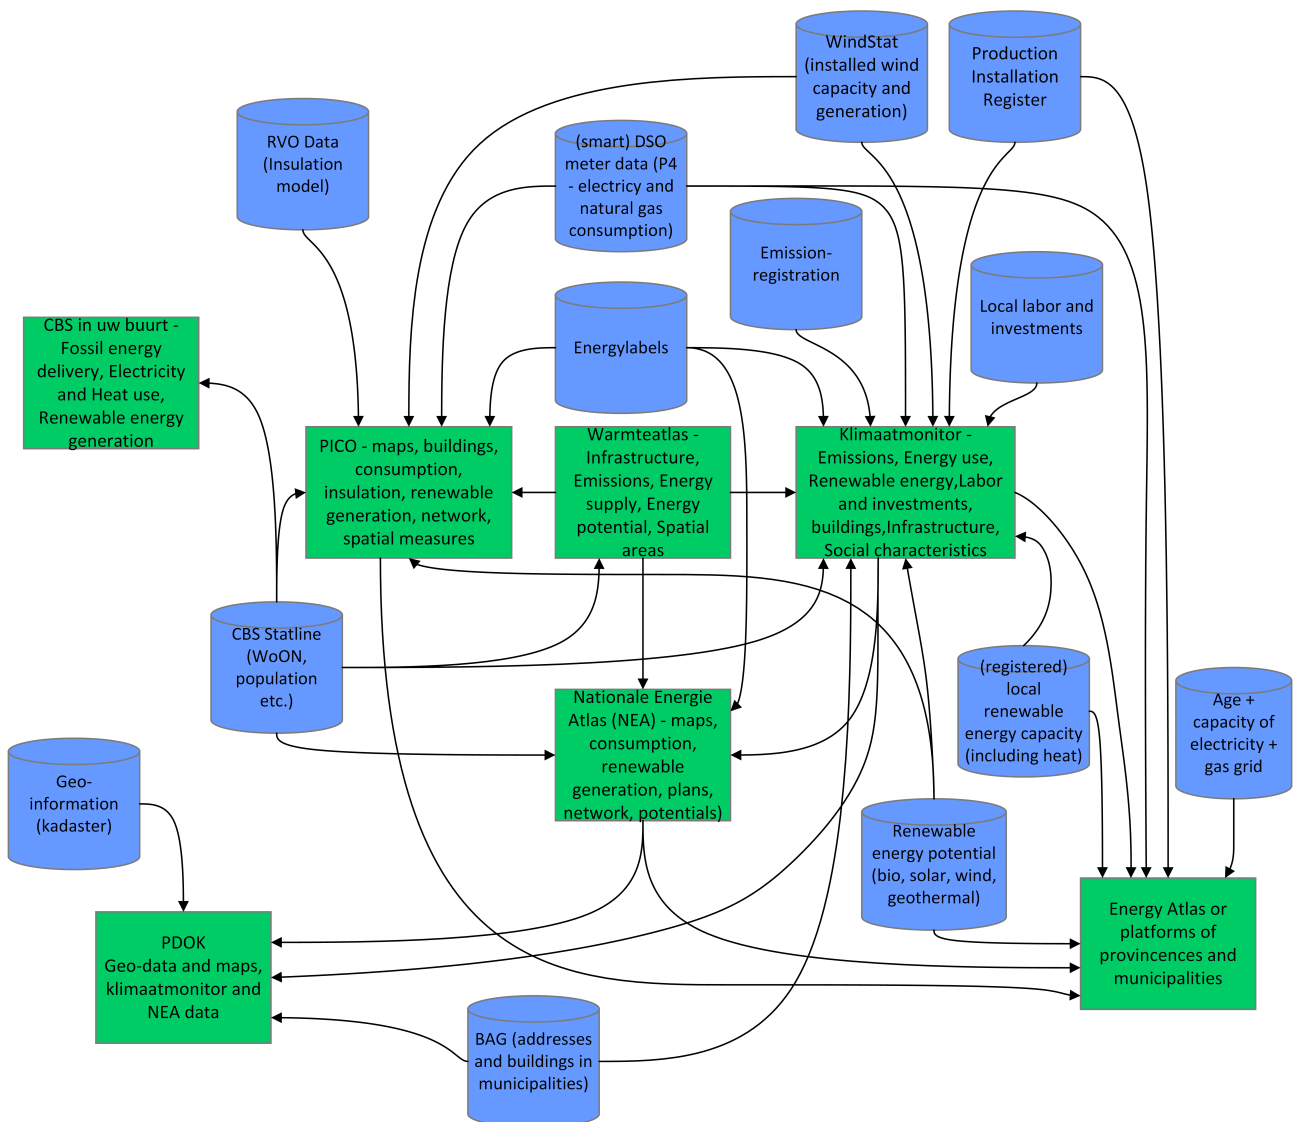 WindStat
(installed wind
capacity and
generation)
Production
Installation
Register
RVO Data
(Insulation
model)
(smart) DSO
meter data (P4
- electricy and
natural gas
consumption)
Emission-
registration
Local labor and
investments
Energylabels
CBS in uw buurt -
Fossil energy
delivery, Electricity
and Heat use,
Renewable energy
generation
PICO - maps, buildings,
consumption,
insulation, renewable
generation, network,
spatial measures
Warmteatlas -
Infrastructure,
Emissions, Energy
supply, Energy
potential, Spatial
areas
Klimaatmonitor -
Emissions, Energy use,
Renewable energy,Labor
and investments,
buildings,Infrastructure,
Social characteristics
CBS Statline
(WoON,
population
etc.)
(registered)
local
renewable
energy capacity
(including heat)
Age +
capacity of
electricity +
gas grid
Nationale Energie
Atlas (NEA) - maps,
consumption,
renewable
generation, plans,
network, potentials)
Geo-
information
(kadaster)
Renewable
energy potential
(bio, solar, wind,
geothermal)
PDOK
Geo-data and maps,
klimaatmonitor and
NEA data
Energy Atlas or
platforms of
provincences and
municipalities
BAG (addresses
and buildings in
municipalities)